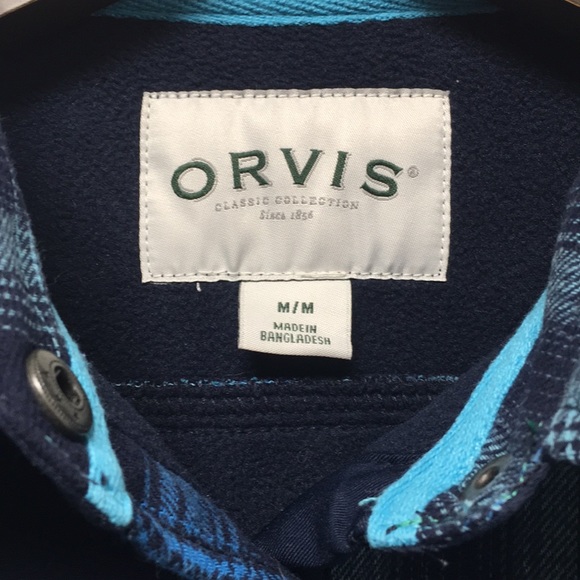 ORVIS®
CLASSIC COLLECTION
Since 1856
M/M
MADE IN
BANGLADESH